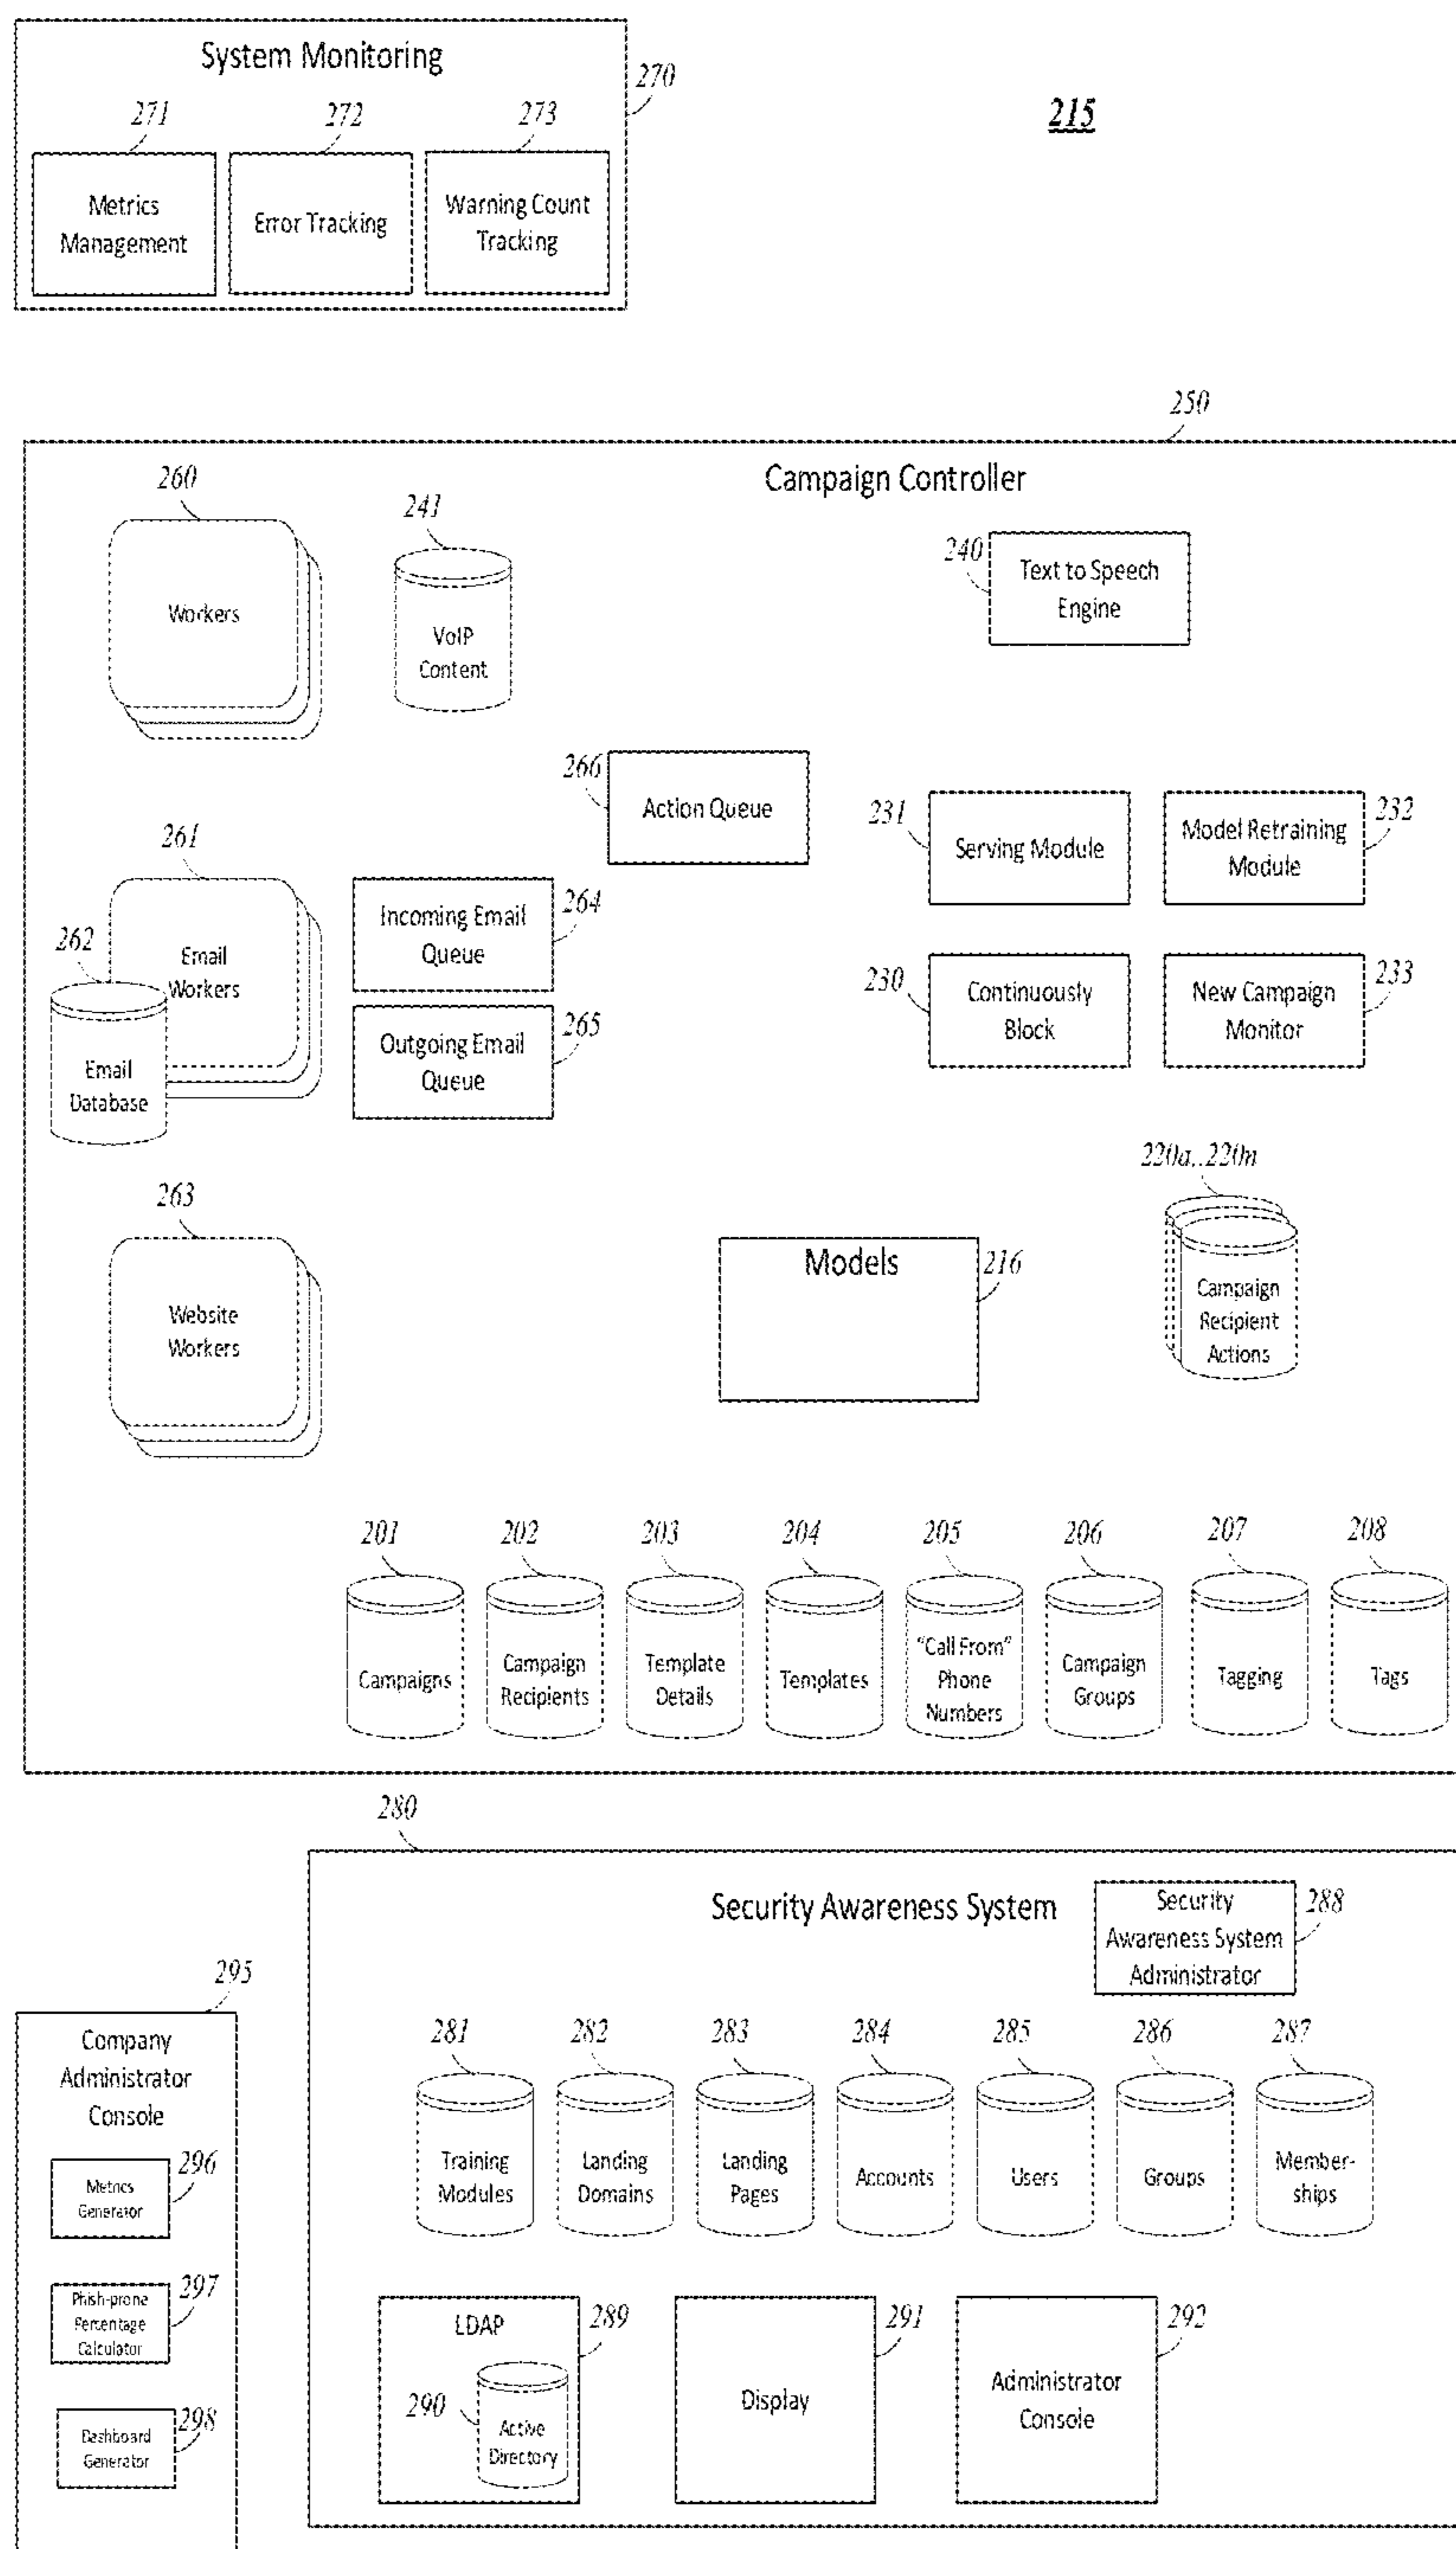 System Monitoring
270
215
271
272
273
Metrics
Management
Error Tracking
Warning Count
Tracking
250
Campaign Controller
260
241
240
Text to Speech
Engine
Workers
VoIP
Content
266
Action Queue
231
Serving Module
Model Retraining
Module
232
261
Incoming Email
Queue
264
262
Email
Workers
Email
Database
Outgoing Email
Queue
265
230
Continuously
Block
New Campaign
Monitor
233
220a..220n
263
Website
Workers
Models
216
Campaign
Recipient
Actions
201
202
203
204
205
206
207
208
Campaigns
Campaign
Recipients
Template
Details
Templates
"Call From"
Phone
Numbers
Campaign
Groups
Tagging
Tags
280
Security Awareness System
Security
Awareness System
Administrator
288
295
Company
Administrator
Console
281
282
283
284
285
286
287
Training
Modules
Landing
Domains
Landing
Pages
Accounts
Users
Groups
Member-
ships
Metrics
Generator
296
Phish-prone
Percentage
Calculator
297
Dashboard
Generator
298
LDAP
289
290
Active
Directory
Display
291
Administrator
Console
292